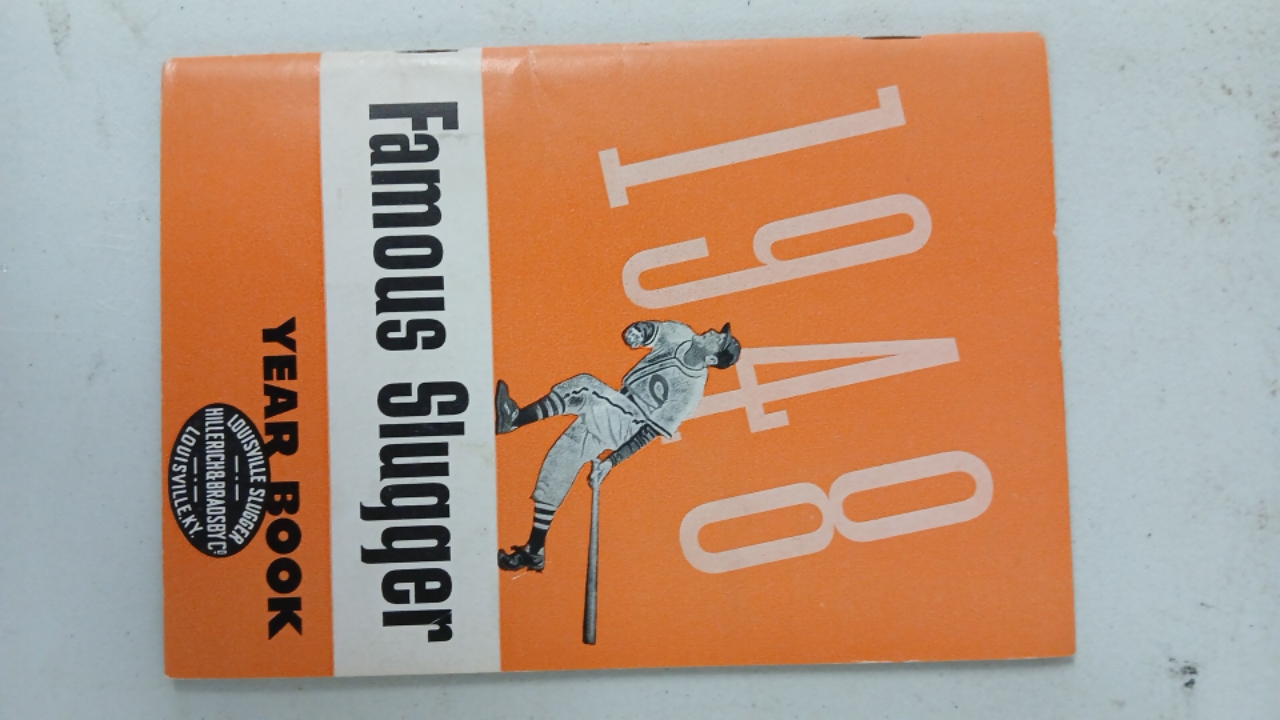 1948
Famous Slugger
YEAR BOOK
LOUISVILLE SLUGGER
HILLERICH & BRADSBY Cº
LOUISVILLE, KY.
C